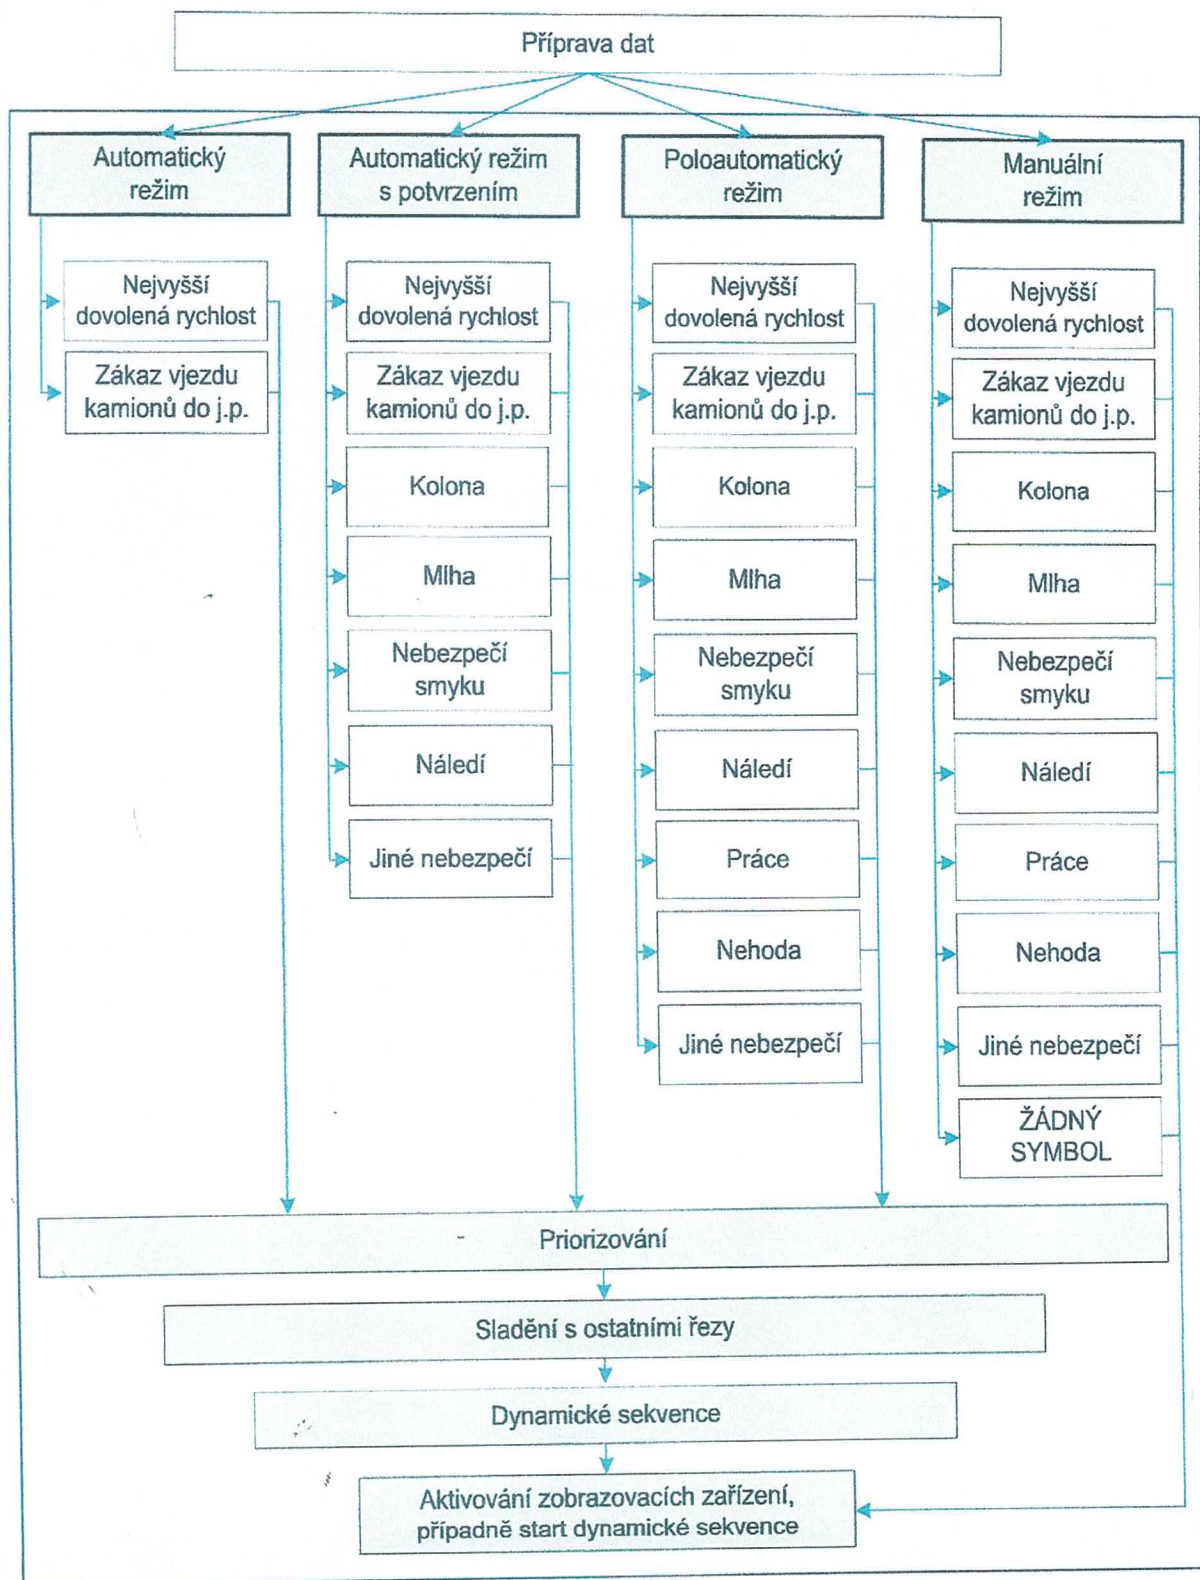 Příprava dat
Automatický
režim
Nejvyšší
dovolená rychlost
Zákaz vjezdu
kamionů do j.p.
Automatický režim
s potvrzením
Nejvyšší
dovolená rychlost
Zákaz vjezdu
kamionů do j.p.
Kolona
Mlha
Nebezpečí
smyku
Náledí
Jiné nebezpečí
Poloautomatický
režim
Nejvyšší
dovolená rychlost
Zákaz vjezdu
kamionů do j.p.
Kolona
Mlha
Nebezpečí
smyku
Náledí
Práce
Nehoda
Jiné nebezpečí
Manuální
režim
Nejvyšší
dovolená rychlost
Zákaz vjezdu
kamionů do j.p.
Kolona
Mlha
Nebezpečí
smyku
Náledí
Práce
Nehoda
Jiné nebezpečí
ŽÁDNÝ
SYMBOL
Priorizování
Sladění s ostatními řezy
Dynamické sekvence
Aktivování zobrazovacích zařízení,
případně start dynamické sekvence